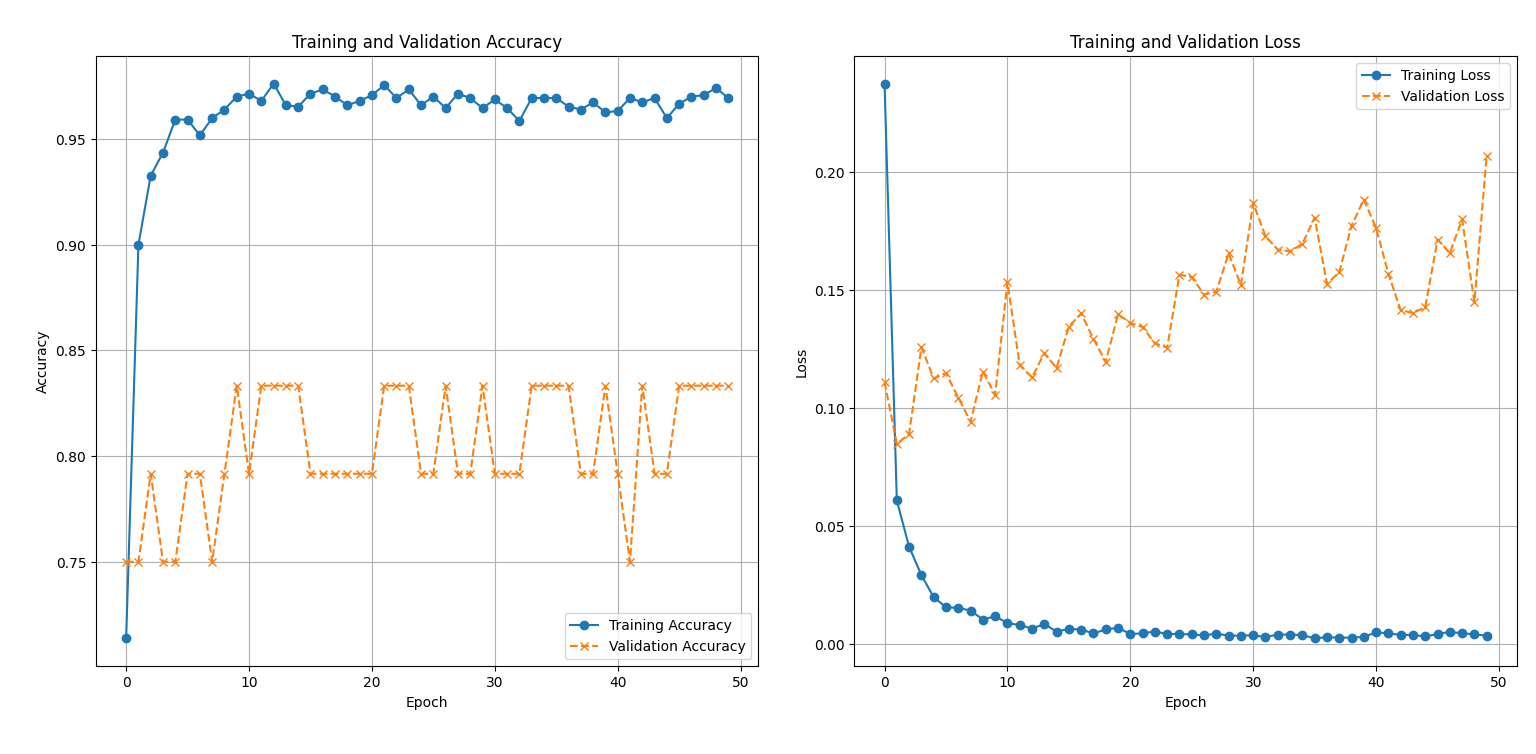 Training and Validation Accuracy
Accuracy
0.95
0.90
0.85
0.80
0.75
0 10 20 30 40 50
Epoch
Training Accuracy
Validation Accuracy
Training and Validation Loss
Loss
0.20
0.15
0.10
0.05
0.00
0 10 20 30 40 50
Epoch
Training Loss
Validation Loss